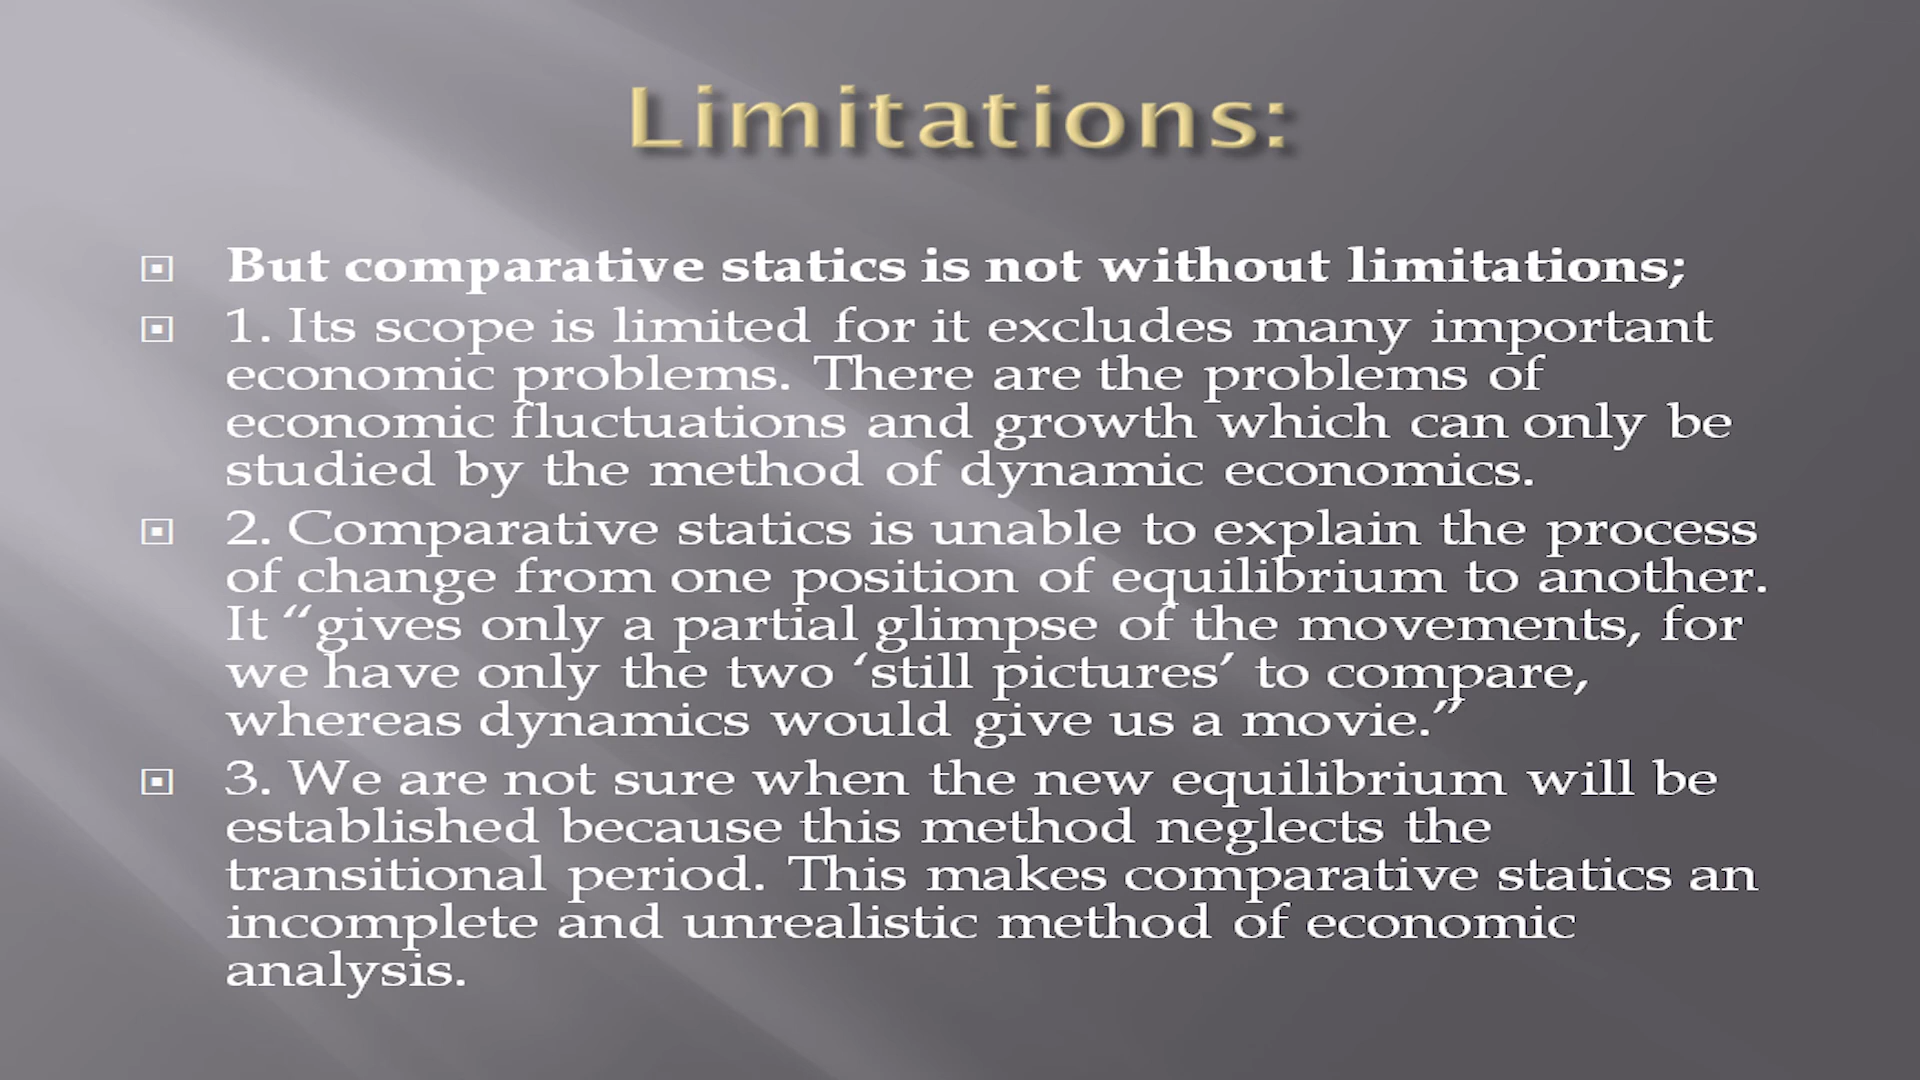 Limitations:
But comparative statics is not without limitations;
1. Its scope is limited for it excludes many important
economic problems. There are the problems of
economic fluctuations and growth which can only be
studied by the method of dynamic economics.
2. Comparative statics is unable to explain the process
of change from one position of equilibrium to another.
It “gives only a partial glimpse of the movements, for
we have only the two ‘still pictures’ to compare,
whereas dynamics would give us a movie.”
3. We are not sure when the new equilibrium will be
established because this method neglects the
transitional period. This makes comparative statics an
incomplete and unrealistic method of economic
analysis.